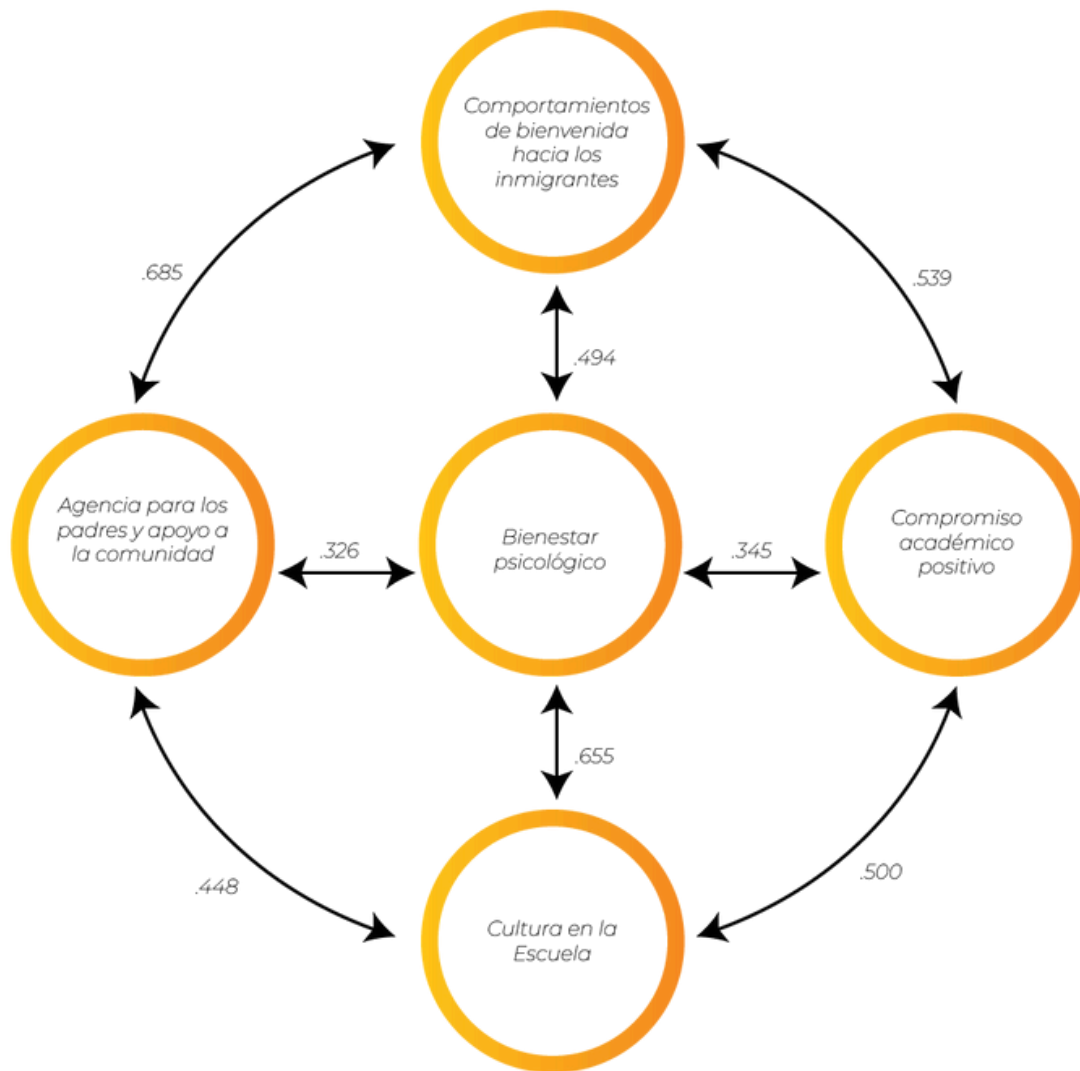 Comportamientos
de bienvenida
hacia los
inmigrantes
.685
.539
.494
Agencia para los
padres y apoyo a
la comunidad
.326
Bienestar
psicológico
.345
Compromiso
académico
positivo
.655
.448
.500
Cultura en la
Escuela